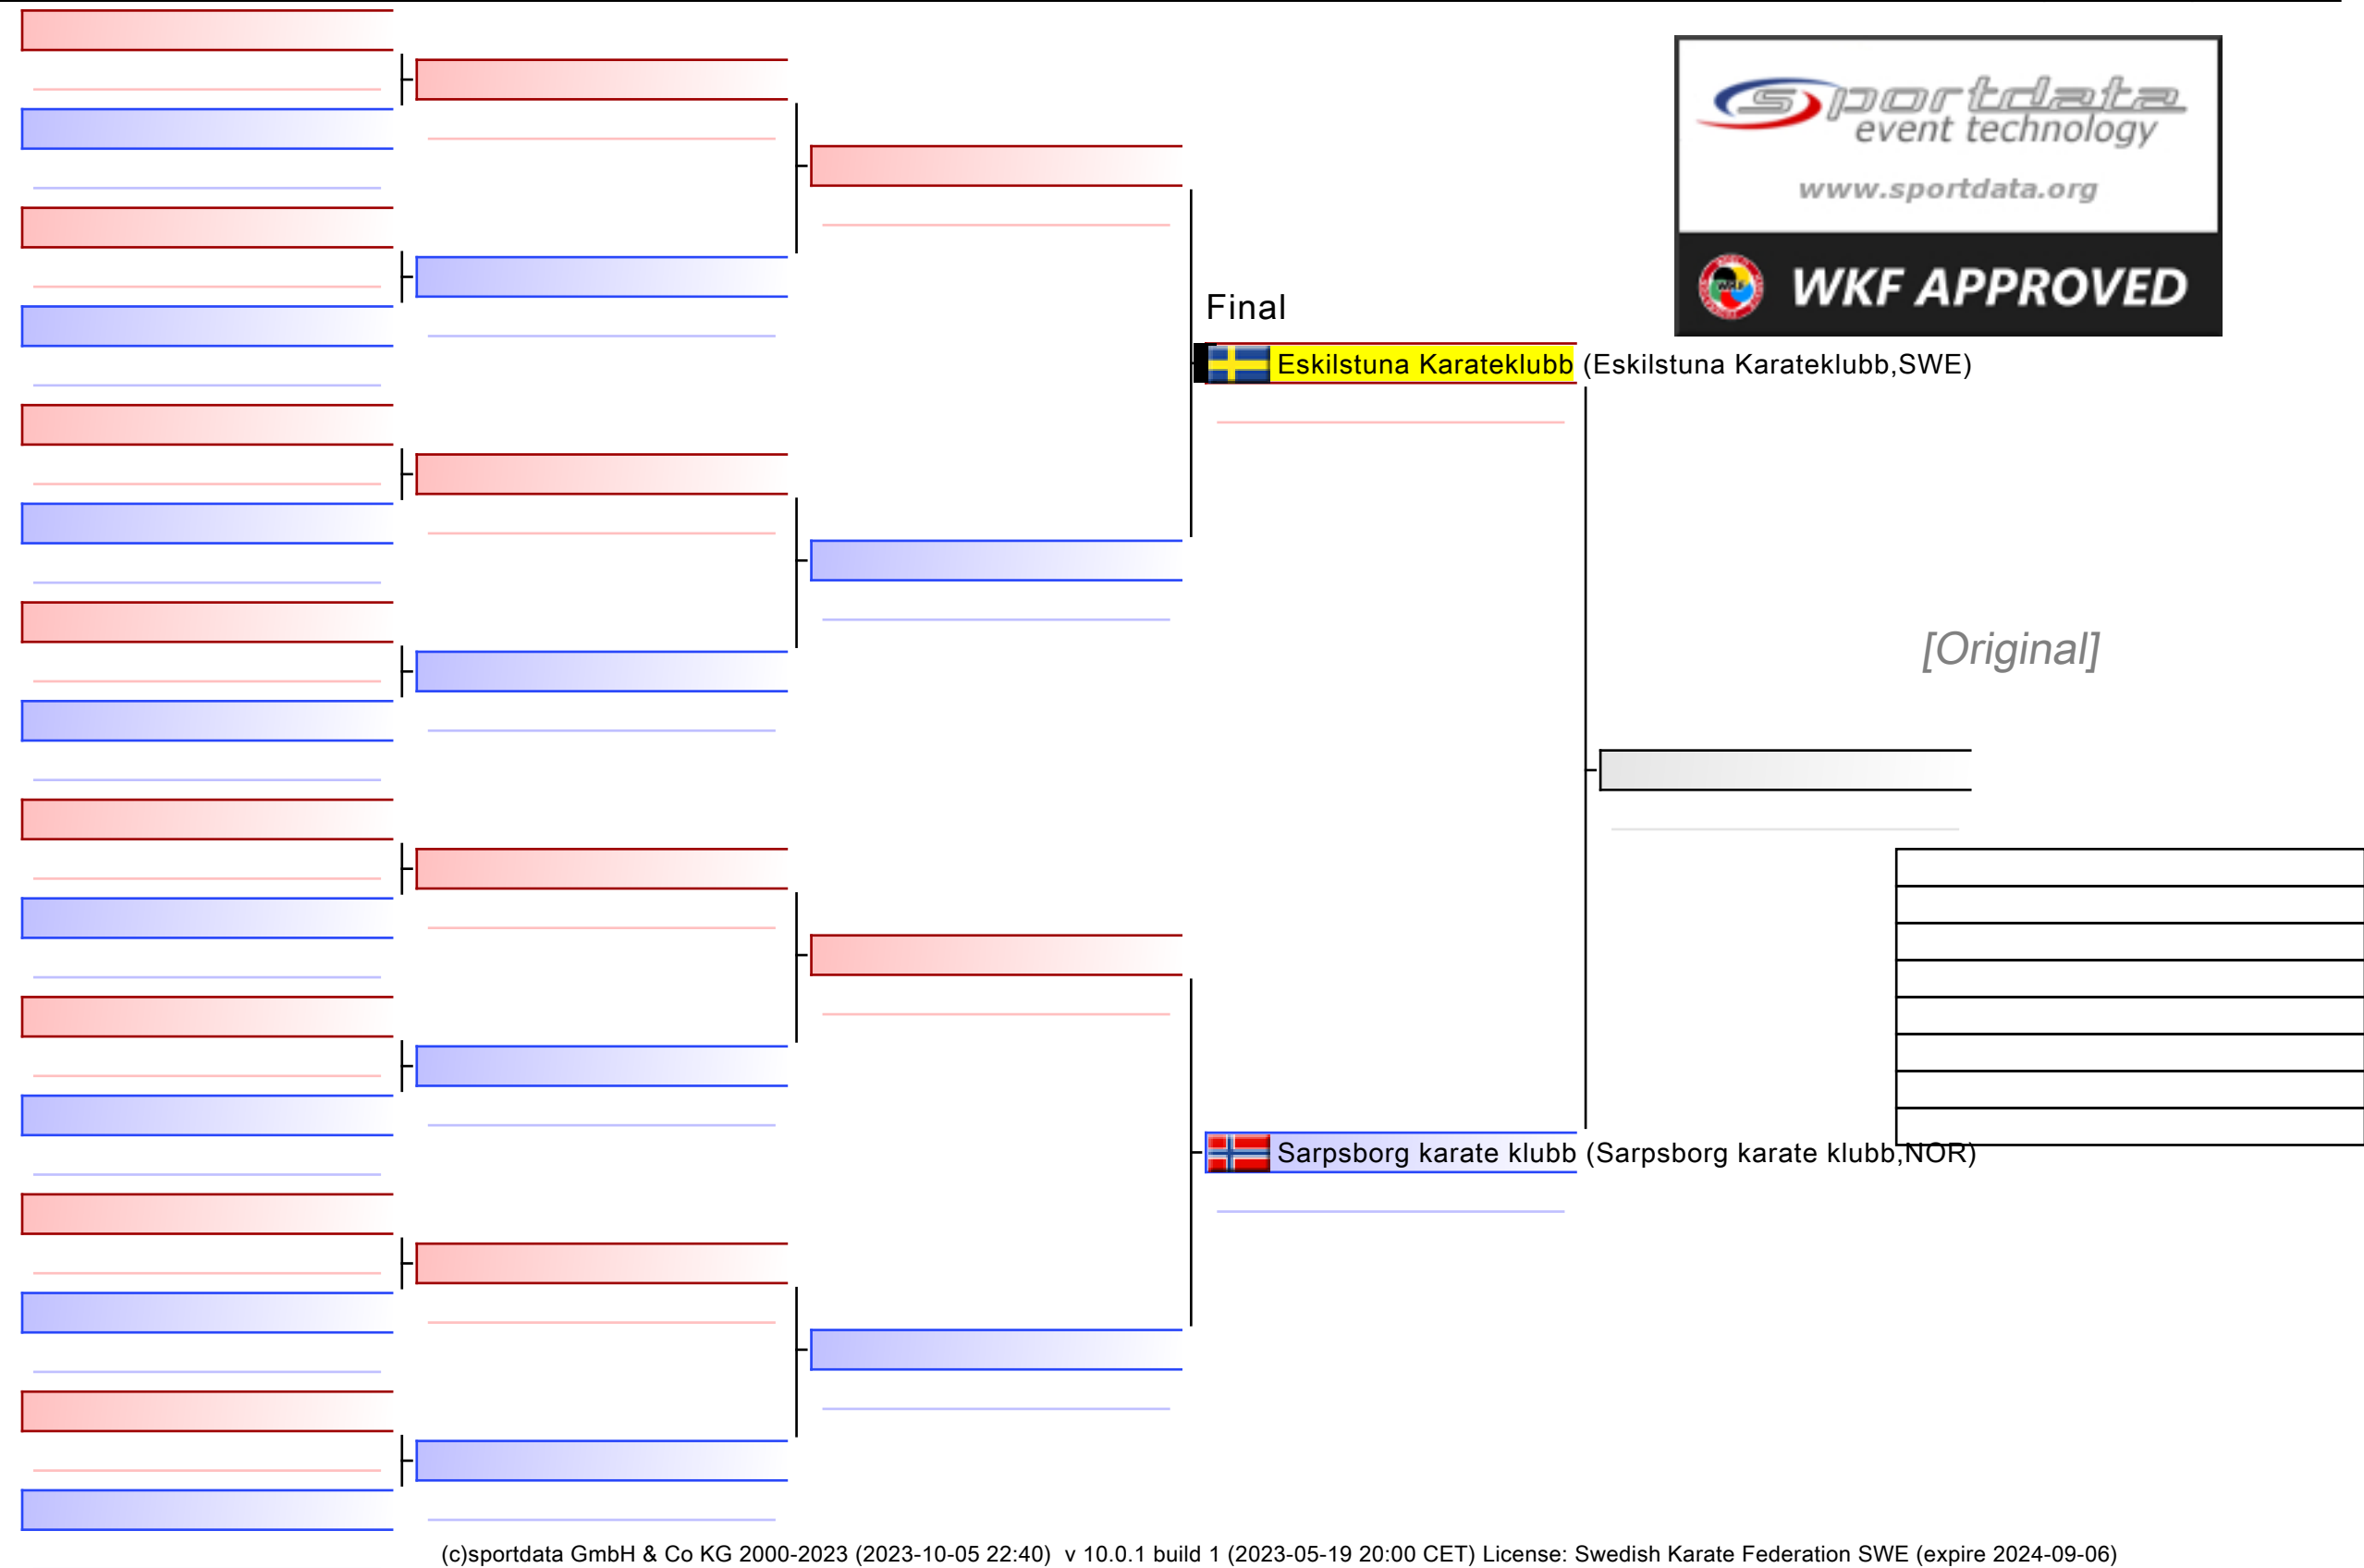 sportdata
event technology
www.sportdata.org
WKF APPROVED
Final
Eskilstuna Karateklubb (Eskilstuna Karateklubb,SWE)
[Original]
Sarpsborg karate klubb (Sarpsborg karate klubb,NOR)
(c)sportdata GmbH & Co KG 2000-2023 (2023-10-05 22:40)  v 10.0.1 build 1 (2023-05-19 20:00 CET) License: Swedish Karate Federation SWE (expire 2024-09-06)